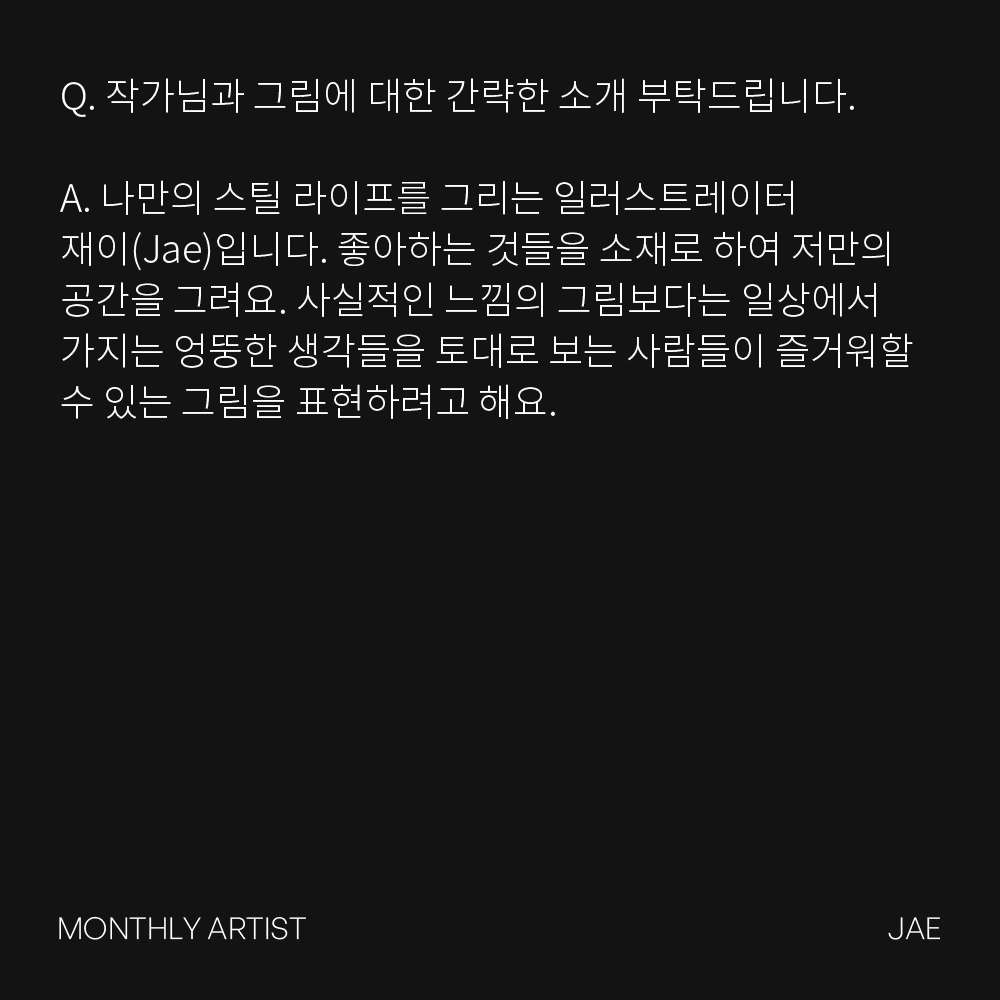 Q. 작가님과 그림에 대한 간략한 소개 부탁드립니다.
A. 나만의 스틸 라이프를 그리는 일러스트레이터
재이(Jae)입니다. 좋아하는 것들을 소재로 하여 저만의
공간을 그려요. 사실적인 느낌의 그림보다는 일상에서
가지는 엉뚱한 생각들을 토대로 보는 사람들이 즐거워할
수 있는 그림을 표현하려고 해요.
MONTHLY ARTIST
JAE